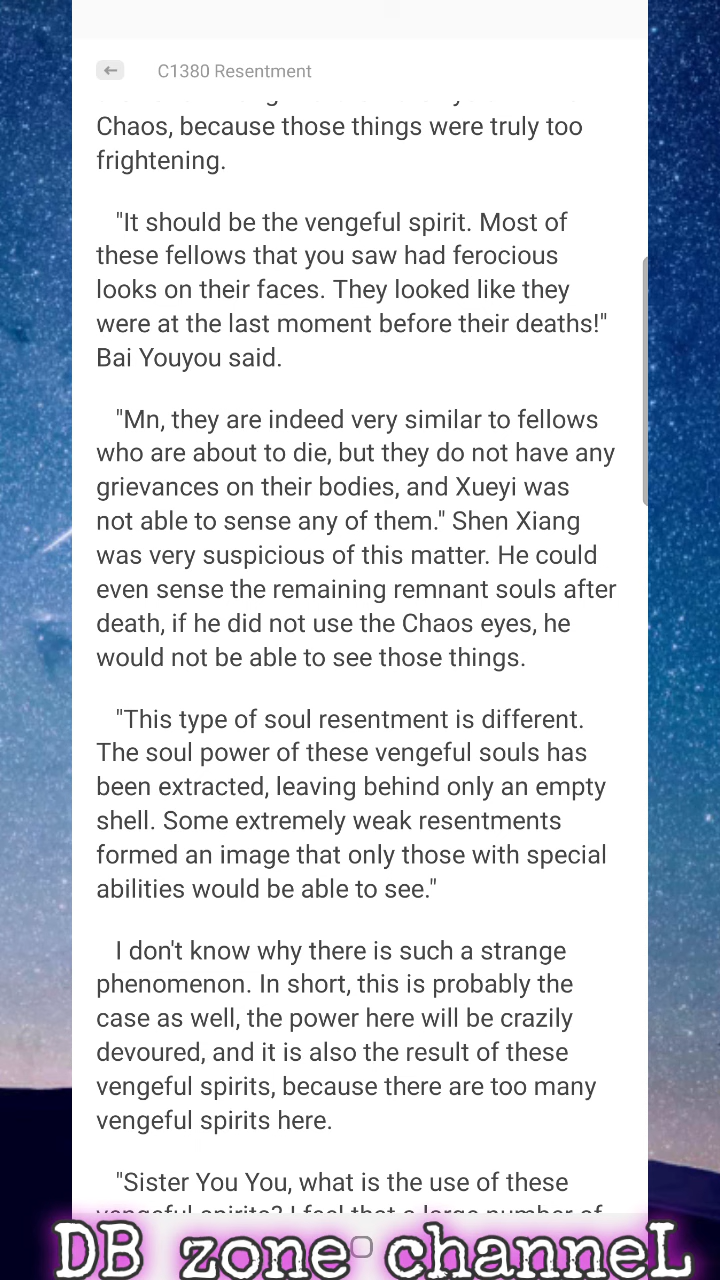 C1380 Resentment
Chaos, because those things were truly too
frightening.
"It should be the vengeful spirit. Most of
these fellows that you saw had ferocious
looks on their faces. They looked like they
were at the last moment before their deaths!"
Bai Youyou said.
"Mn, they are indeed very similar to fellows
who are about to die, but they do not have any
grievances on their bodies, and Xueyi was
not able to sense any of them." Shen Xiang
was very suspicious of this matter. He could
even sense the remaining remnant souls after
death, if he did not use the Chaos eyes, he
would not be able to see those things.
"This type of soul resentment is different.
The soul power of these vengeful souls has
been extracted, leaving behind only an empty
shell. Some extremely weak resentments
formed an image that only those with special
abilities would be able to see."
I don't know why there is such a strange
phenomenon. In short, this is probably the
case as well, the power here will be crazily
devoured, and it is also the result of these
vengeful spirits, because there are too many
vengeful spirits here.
"Sister You You, what is the use of these
vengeful spirits? I feel that a large number of
DB zone channeL